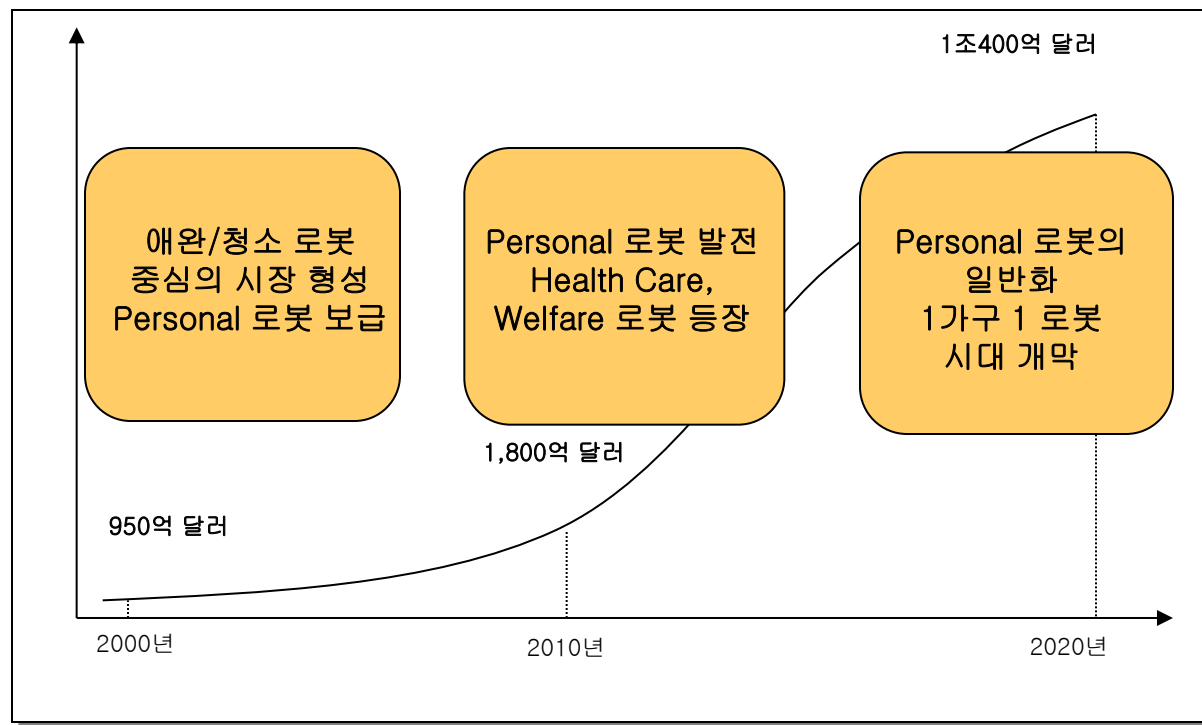 1조400억 달러
애완/청소 로봇
중심의 시장 형성
Personal 로봇 보급
Personal 로봇 발전
Health Care,
Welfare 로봇 등장
Personal 로봇의
일반화
1가구 1 로봇
시대 개막
1,800억 달러
950억 달러
2000년
2010년
2020년